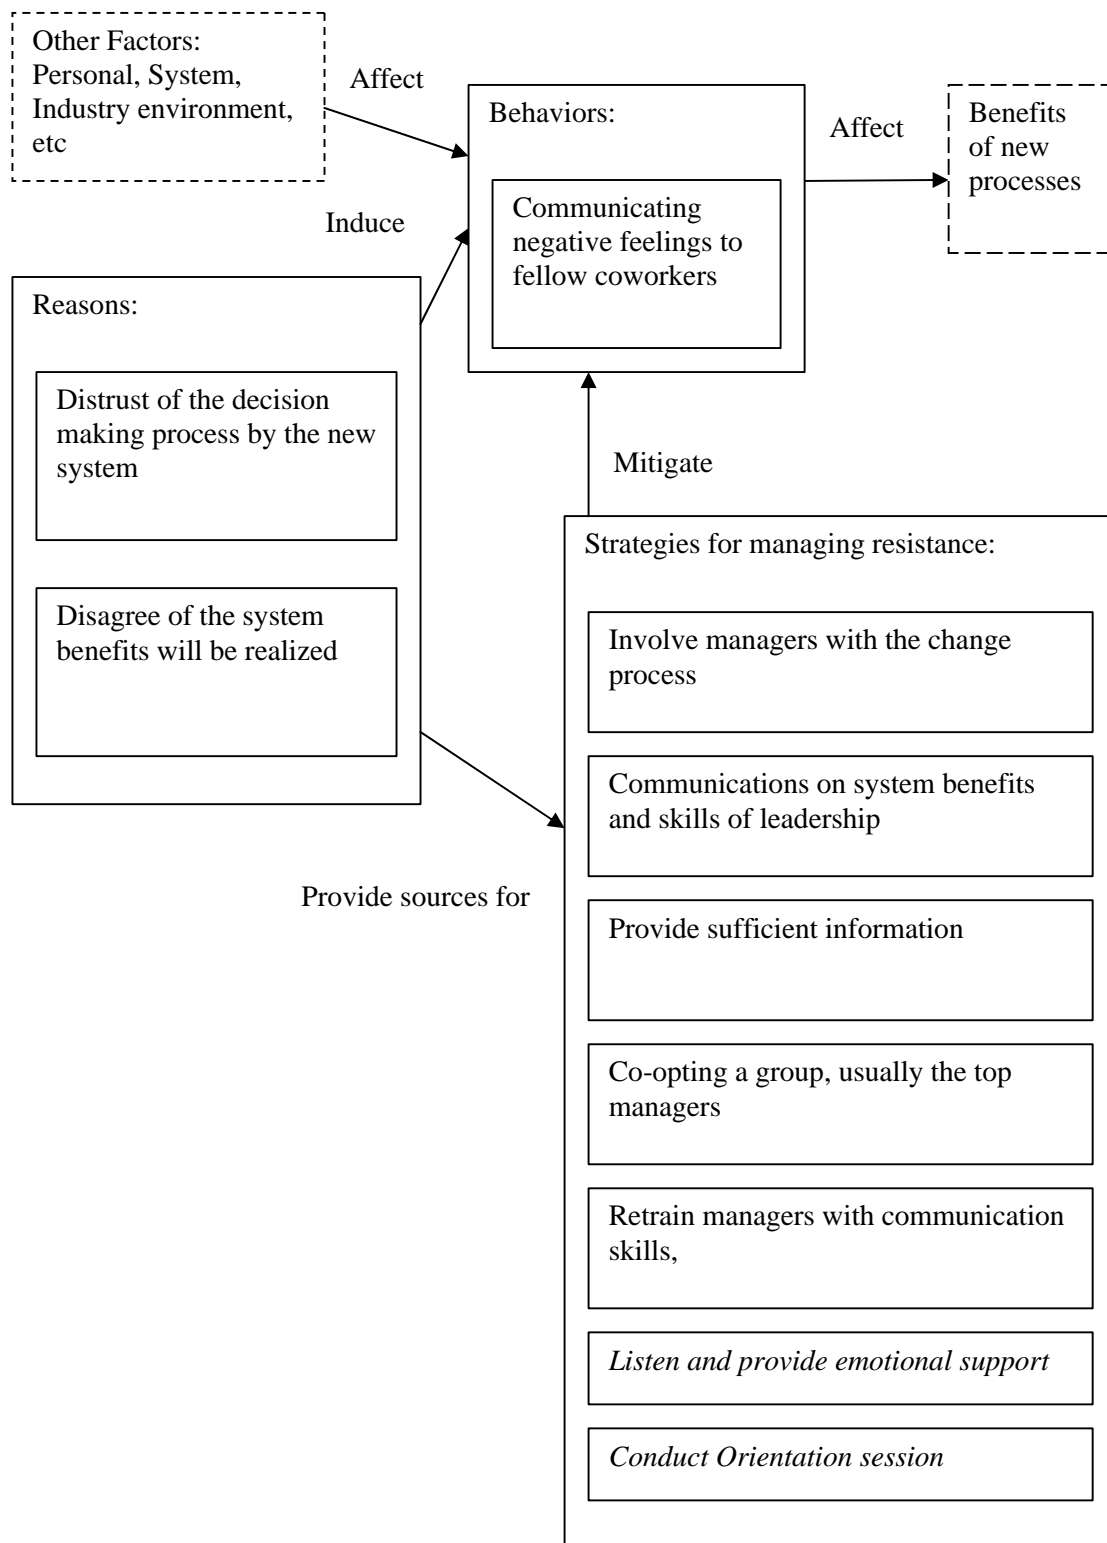 Other Factors:
Personal, System,
Industry environment,
etc
Affect
Behaviors:
Communicating
negative feelings to
fellow coworkers
Affect
Benefits
of new
processes
Induce
Reasons:
Distrust of the decision
making process by the new
system
Disagree of the system
benefits will be realized
Mitigate
Provide sources for
Strategies for managing resistance:
Involve managers with the change
process
Communications on system benefits
and skills of leadership
Provide sufficient information
Co-opting a group, usually the top
managers
Retrain managers with communication
skills,
Listen and provide emotional support
Conduct Orientation session